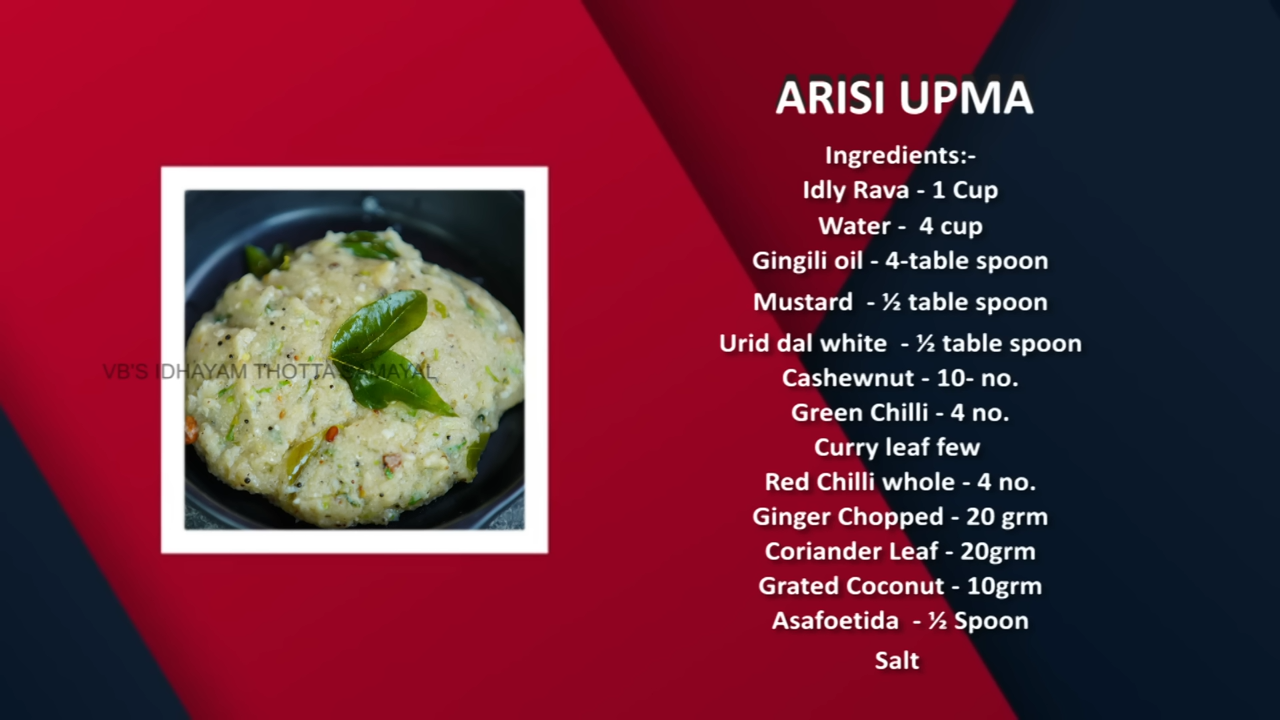 ARISI UPMA
Ingredients:-
Idly Rava - 1 Cup
Water -  4 cup
Gingili oil - 4-table spoon
Mustard  - ½ table spoon
Urid dal white  - ½ table spoon
Cashewnut - 10- no.
Green Chilli - 4 no.
Curry leaf few
Red Chilli whole - 4 no.
Ginger Chopped - 20 grm
Coriander Leaf - 20grm
Grated Coconut - 10grm
Asafoetida  - ½ Spoon
Salt
VB'S IDHAYAM THOTTA SAMAYAL